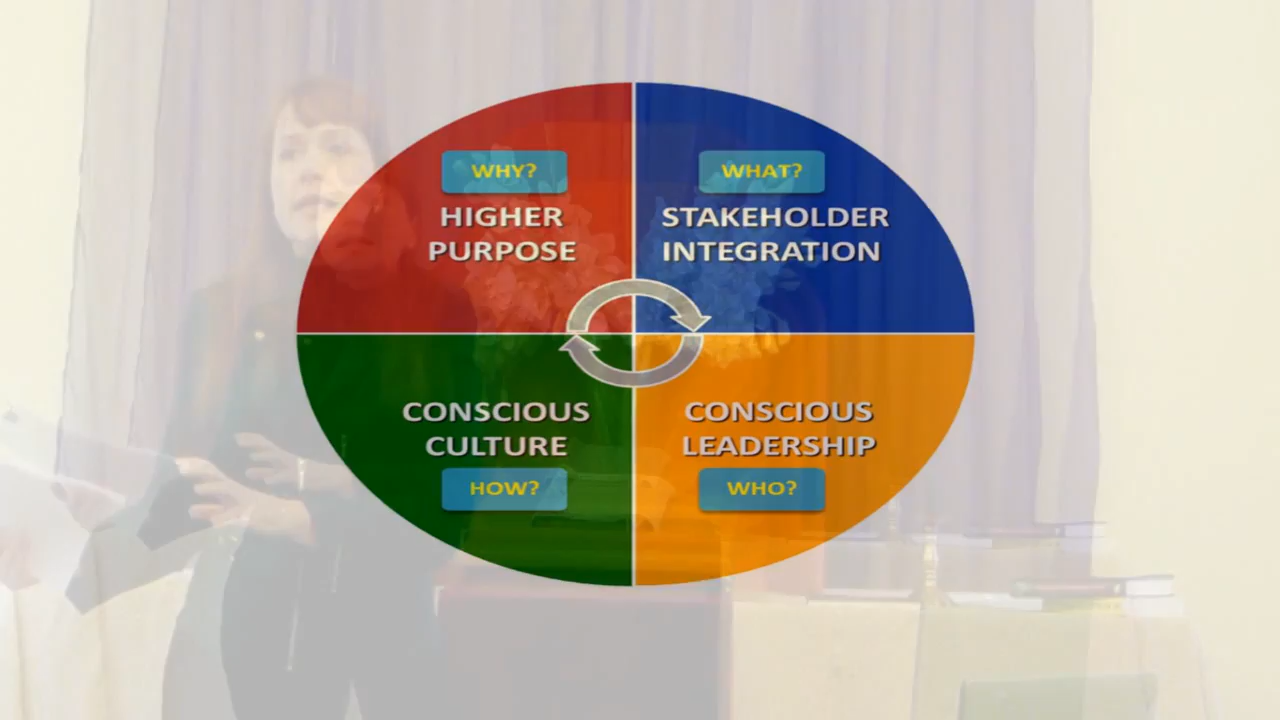 WHY?
HIGHER
PURPOSE
WHAT?
STAKEHOLDER
INTEGRATION
CONSCIOUS
CULTURE
HOW?
CONSCIOUS
LEADERSHIP
WHO?